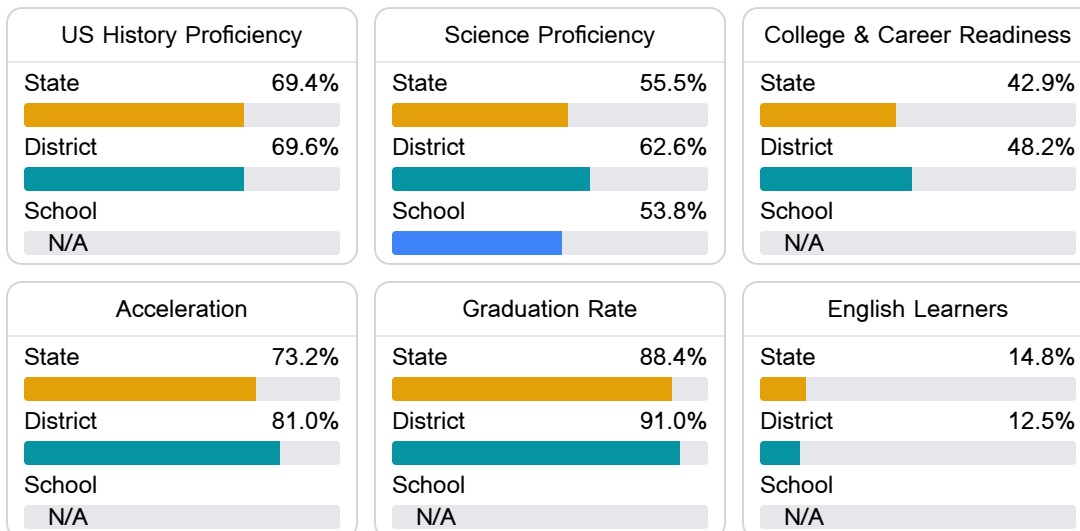 US History Proficiency
State 69.4%
District 69.6%
School
N/A
Science Proficiency
State 55.5%
District 62.6%
School 53.8%
College & Career Readiness
State 42.9%
District 48.2%
School
N/A
Acceleration
State 73.2%
District 81.0%
School
N/A
Graduation Rate
State 88.4%
District 91.0%
School
N/A
English Learners
State 14.8%
District 12.5%
School
N/A